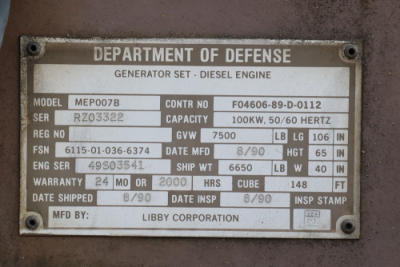 DEPARTMENT OF DEFENSE
GENERATOR SET - DIESEL ENGINE
MODEL MEP007B CONTR NO F04606-89-D-0112
SER RZ03322 CAPACITY 100KW, 50/60 HERTZ
REG NO GVW 7500 LB LG 106 IN
FSN 6115-01-036-6374 DATE MFD 8/90 HGT 65 IN
ENG SER 49S03541 SHIP WT 6650 LB W 40 IN
WARRANTY 24 MO OR 2000 HRS CUBE 148 FT
DATE SHIPPED 8/90 DATE INSP 8/90 INSP STAMP
MFD BY: LIBBY CORPORATION